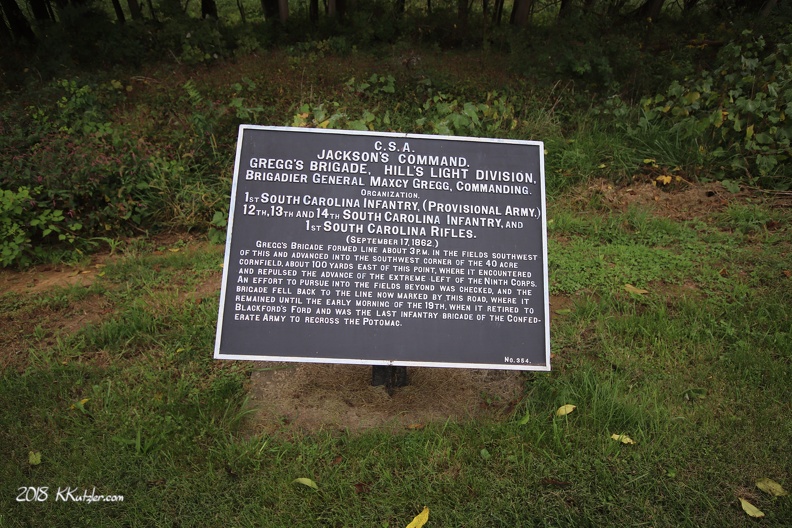 C.S.A.
JACKSON'S COMMAND.
GREGG'S BRIGADE, HILL'S LIGHT DIVISION,
BRIGADIER GENERAL MAXCY GREGG, COMMANDING.
ORGANIZATION.
1ST SOUTH CAROLINA INFANTRY, (PROVISIONAL ARMY,)
12TH, 13TH AND 14TH SOUTH CAROLINA INFANTRY, AND
1ST SOUTH CAROLINA RIFLES.
(SEPTEMBER 17, 1862.)
GREGG'S BRIGADE FORMED LINE ABOUT 3 P.M. IN THE FIELDS SOUTHWEST
OF THIS AND ADVANCED INTO THE SOUTHWEST CORNER OF THE 40 ACRE
CORNFIELD, ABOUT 100 YARDS EAST OF THIS POINT, WHERE IT ENCOUNTERED
AND REPULSED THE ADVANCE OF THE EXTREME LEFT OF THE NINTH CORPS.
AN EFFORT TO PURSUE INTO THE FIELDS BEYOND WAS CHECKED, AND THE
BRIGADE FELL BACK TO THE LINE NOW MARKED BY THIS ROAD, WHERE IT
REMAINED UNTIL THE EARLY MORNING OF THE 19TH, WHEN IT RETIRED TO
BLACKFORD'S FORD AND WAS THE LAST INFANTRY BRIGADE OF THE CONFED-
ERATE ARMY TO RECROSS THE POTOMAC.
NO. 354.
2018 KKutzler.com